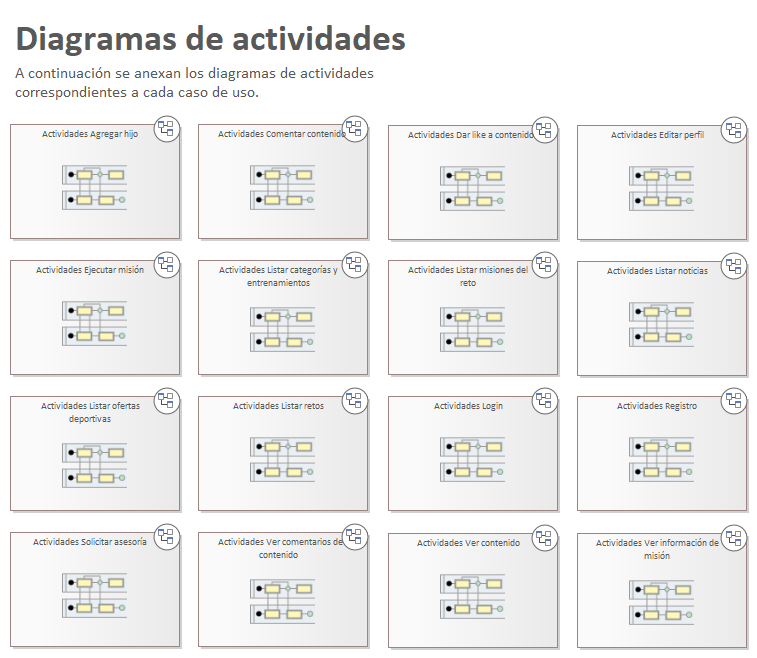 Diagramas de actividades
A continuación se anexan los diagramas de actividades
correspondientes a cada caso de uso.
Actividades Agregar hijo
Actividades Comentar contenido
Actividades Dar like a contenido
Actividades Editar perfil
Actividades Ejecutar misión
Actividades Listar categorías y
entrenamientos
Actividades Listar misiones del
reto
Actividades Listar noticias
Actividades Listar ofertas
deportivas
Actividades Listar retos
Actividades Login
Actividades Registro
Actividades Solicitar asesoría
Actividades Ver comentarios de
contenido
Actividades Ver contenido
Actividades Ver información de
misión